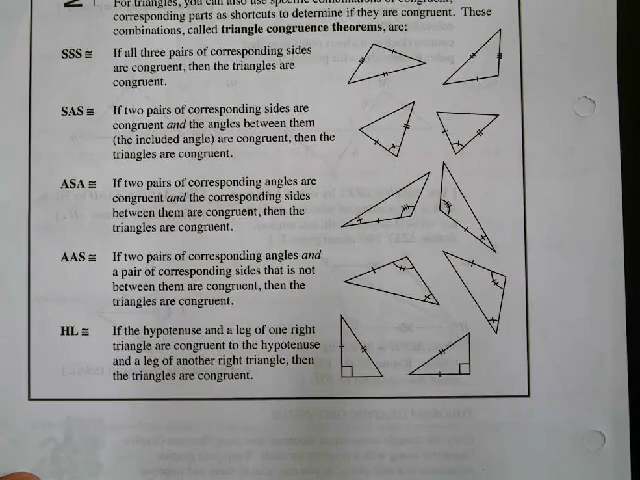 For triangles, you can also use specific combinations of congruent,
corresponding parts as shortcuts to determine if they are congruent. These
combinations, called triangle congruence theorems, are:
SSS ≅ If all three pairs of corresponding sides
are congruent, then the triangles are
congruent.
SAS ≅ If two pairs of corresponding sides are
congruent and the angles between them
(the included angle) are congruent, then the
triangles are congruent.
ASA ≅ If two pairs of corresponding angles are
congruent and the corresponding sides
between them are congruent, then the
triangles are congruent.
AAS ≅ If two pairs of corresponding angles and
a pair of corresponding sides that is not
between them are congruent, then the
triangles are congruent.
HL ≅ If the hypotenuse and a leg of one right
triangle are congruent to the hypotenuse
and a leg of another right triangle, then
the triangles are congruent.